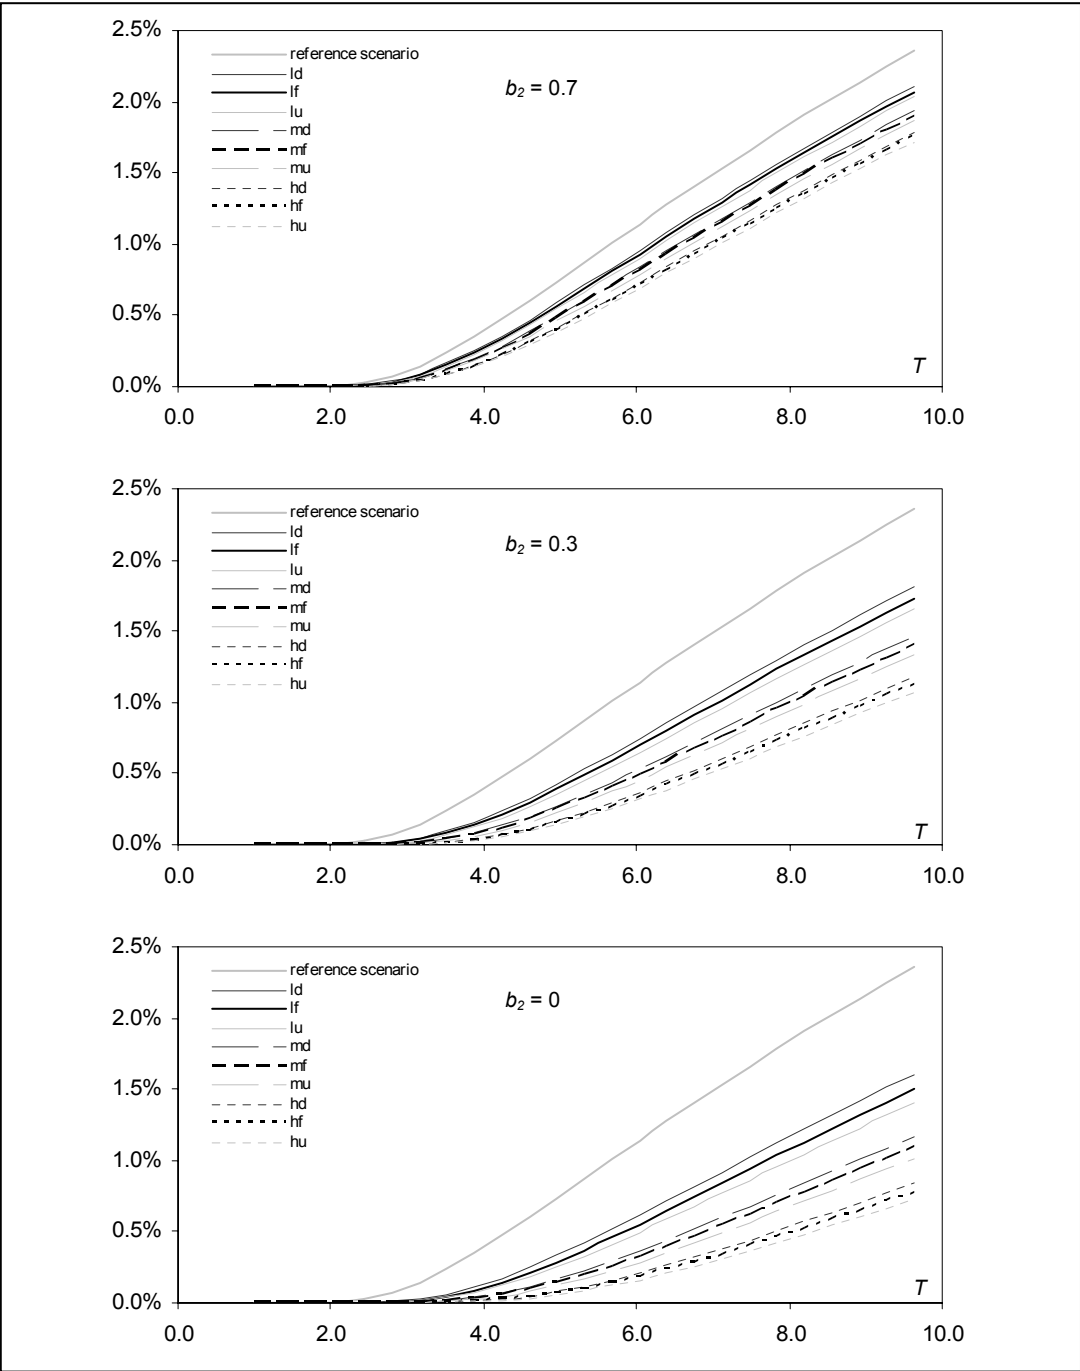 2.5%
reference scenario
ld
b2 = 0.7
2.0%
lf
lu
md
mf
1.5%
mu
hd
hf
hu
1.0%
0.5%
0.0%
T
0.0 2.0 4.0 6.0 8.0 10.0
2.5%
reference scenario
ld
b2 = 0.3
2.0%
lf
lu
md
mf
1.5%
mu
hd
hf
hu
1.0%
0.5%
0.0%
T
0.0 2.0 4.0 6.0 8.0 10.0
2.5%
reference scenario
ld
b2 = 0
2.0%
lf
lu
md
mf
1.5%
mu
hd
hf
hu
1.0%
0.5%
0.0%
T
0.0 2.0 4.0 6.0 8.0 10.0